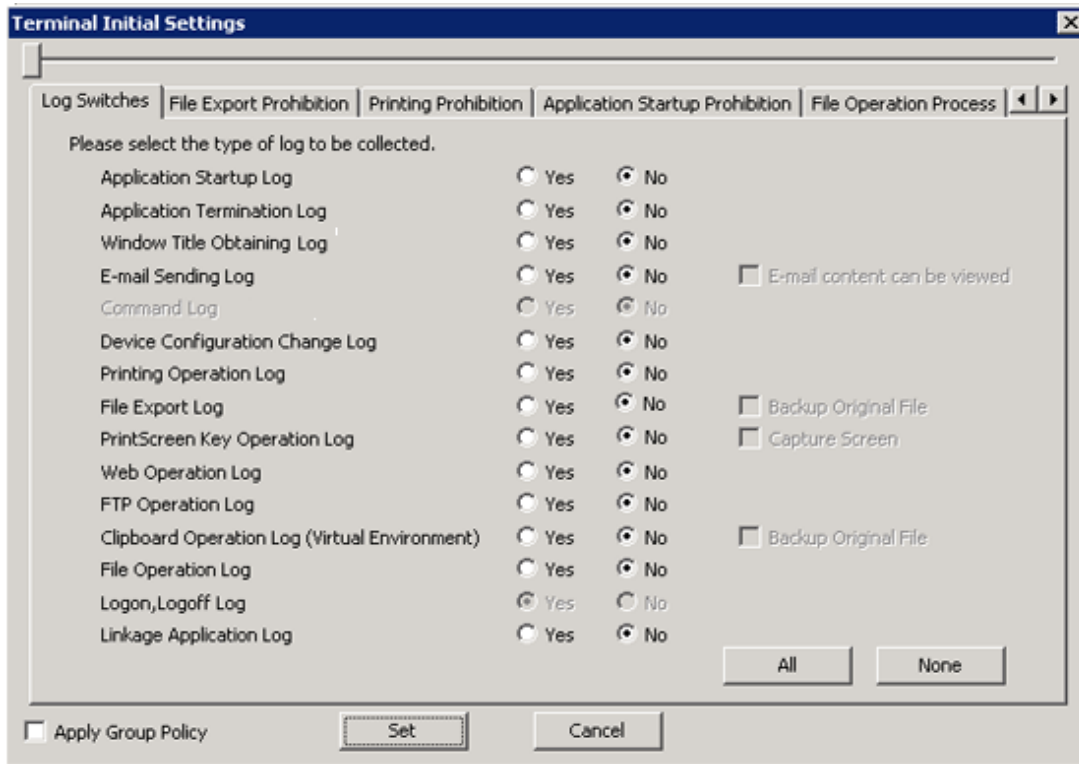 Terminal Initial Settings
Log Switches File Export Prohibition Printing Prohibition Application Startup Prohibition File Operation Process
Please select the type of log to be collected.
Application Startup Log Yes No
Application Termination Log Yes No
Window Title Obtaining Log Yes No
E-mail Sending Log Yes No E-mail content can be viewed
Command Log Yes No
Device Configuration Change Log Yes No
Printing Operation Log Yes No
File Export Log Yes No Backup Original File
PrintScreen Key Operation Log Yes No Capture Screen
Web Operation Log Yes No
FTP Operation Log Yes No
Clipboard Operation Log (Virtual Environment) Yes No Backup Original File
File Operation Log Yes No
Logon,Logoff Log Yes No
Linkage Application Log Yes No
All None
Apply Group Policy Set Cancel